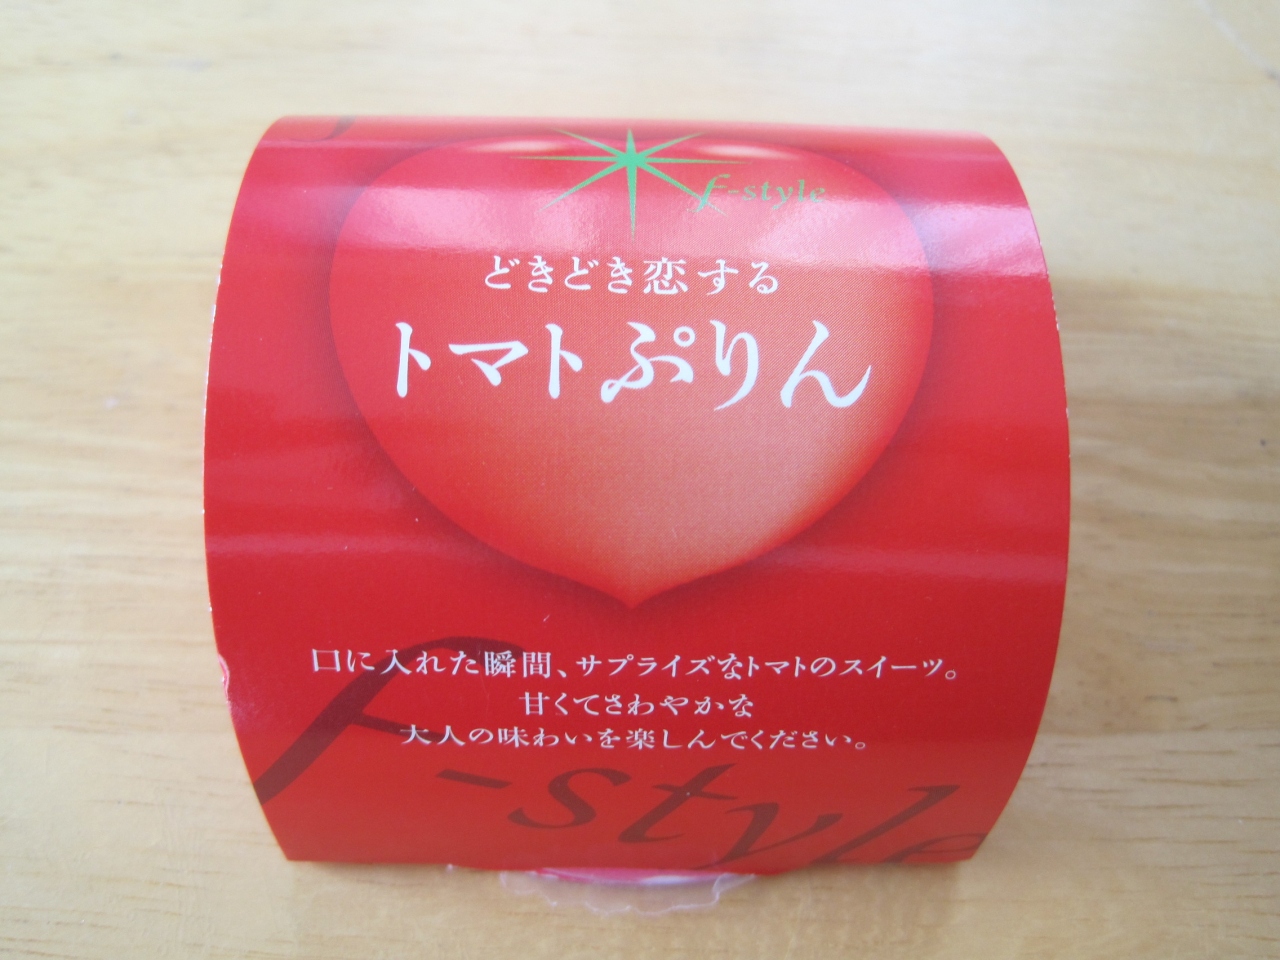 f-style
どきどき恋する
トマトぷりん
口に入れた瞬間、サプライズなトマトのスイーツ。
甘くてさわやかな
大人の味わいを楽しんでください。
f-style